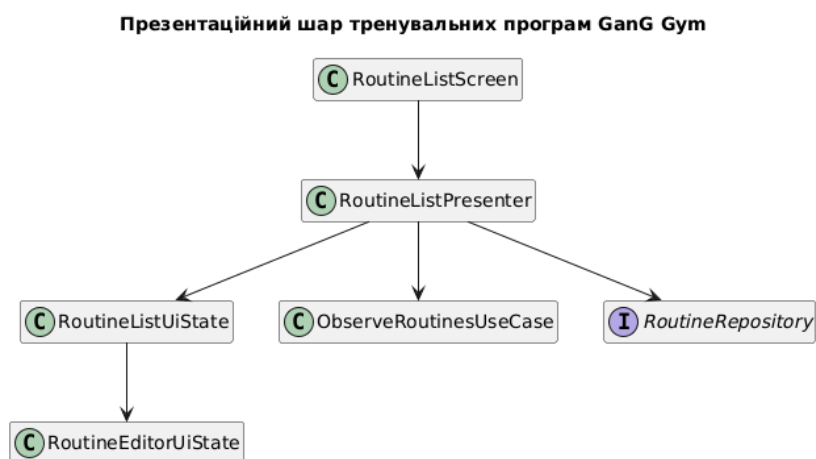 Презентаційний шар тренувальних програм GanG Gym
C RoutineListScreen
C RoutineListPresenter
C RoutineListUiState
C ObserveRoutinesUseCase
I RoutineRepository
C RoutineEditorUiState